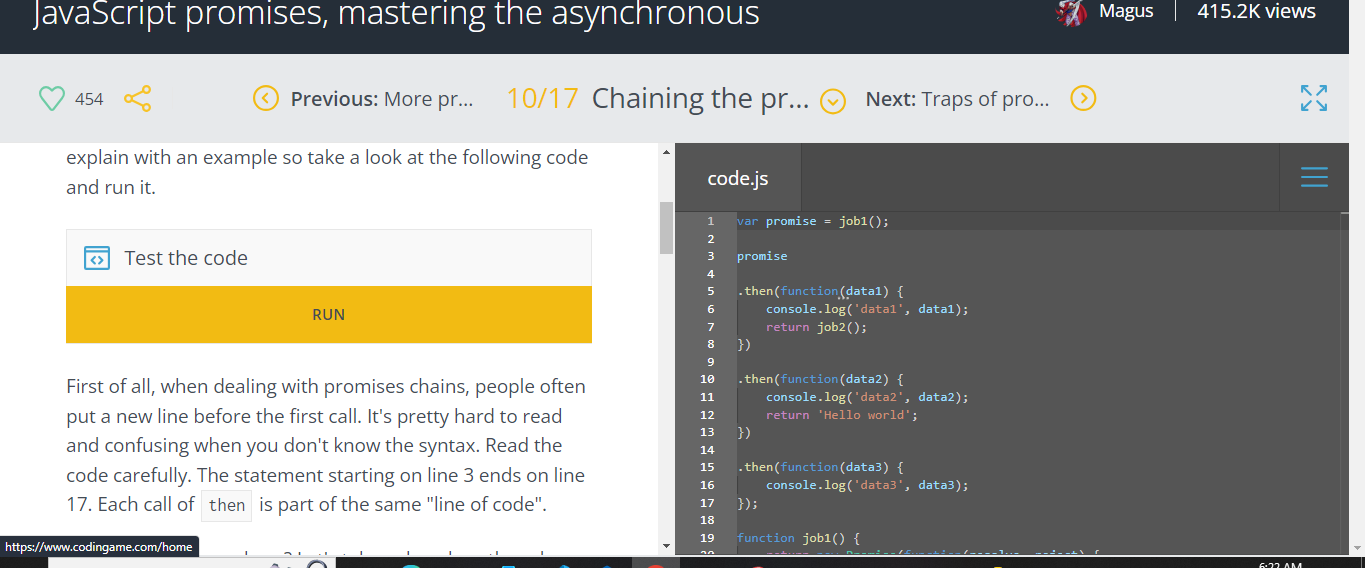 JavaScript promises, mastering the asynchronous
Magus
415.2K views
454
Previous: More pr...
10/17 Chaining the pr...
Next: Traps of pro...
explain with an example so take a look at the following code
and run it.
Test the code
RUN
First of all, when dealing with promises chains, people often
put a new line before the first call. It's pretty hard to read
and confusing when you don't know the syntax. Read the
code carefully. The statement starting on line 3 ends on line
17. Each call of then is part of the same "line of code".
https://www.codingame.com/home
code.js
1 var promise = job1();
2
3 promise
4
5 .then(function(data1) {
6 console.log('data1', data1);
7 return job2();
8 })
9
10 .then(function(data2) {
11 console.log('data2', data2);
12 return 'Hello world';
13 })
14
15 .then(function(data3) {
16 console.log('data3', data3);
17 });
18
19 function job1() {
6:22 AM